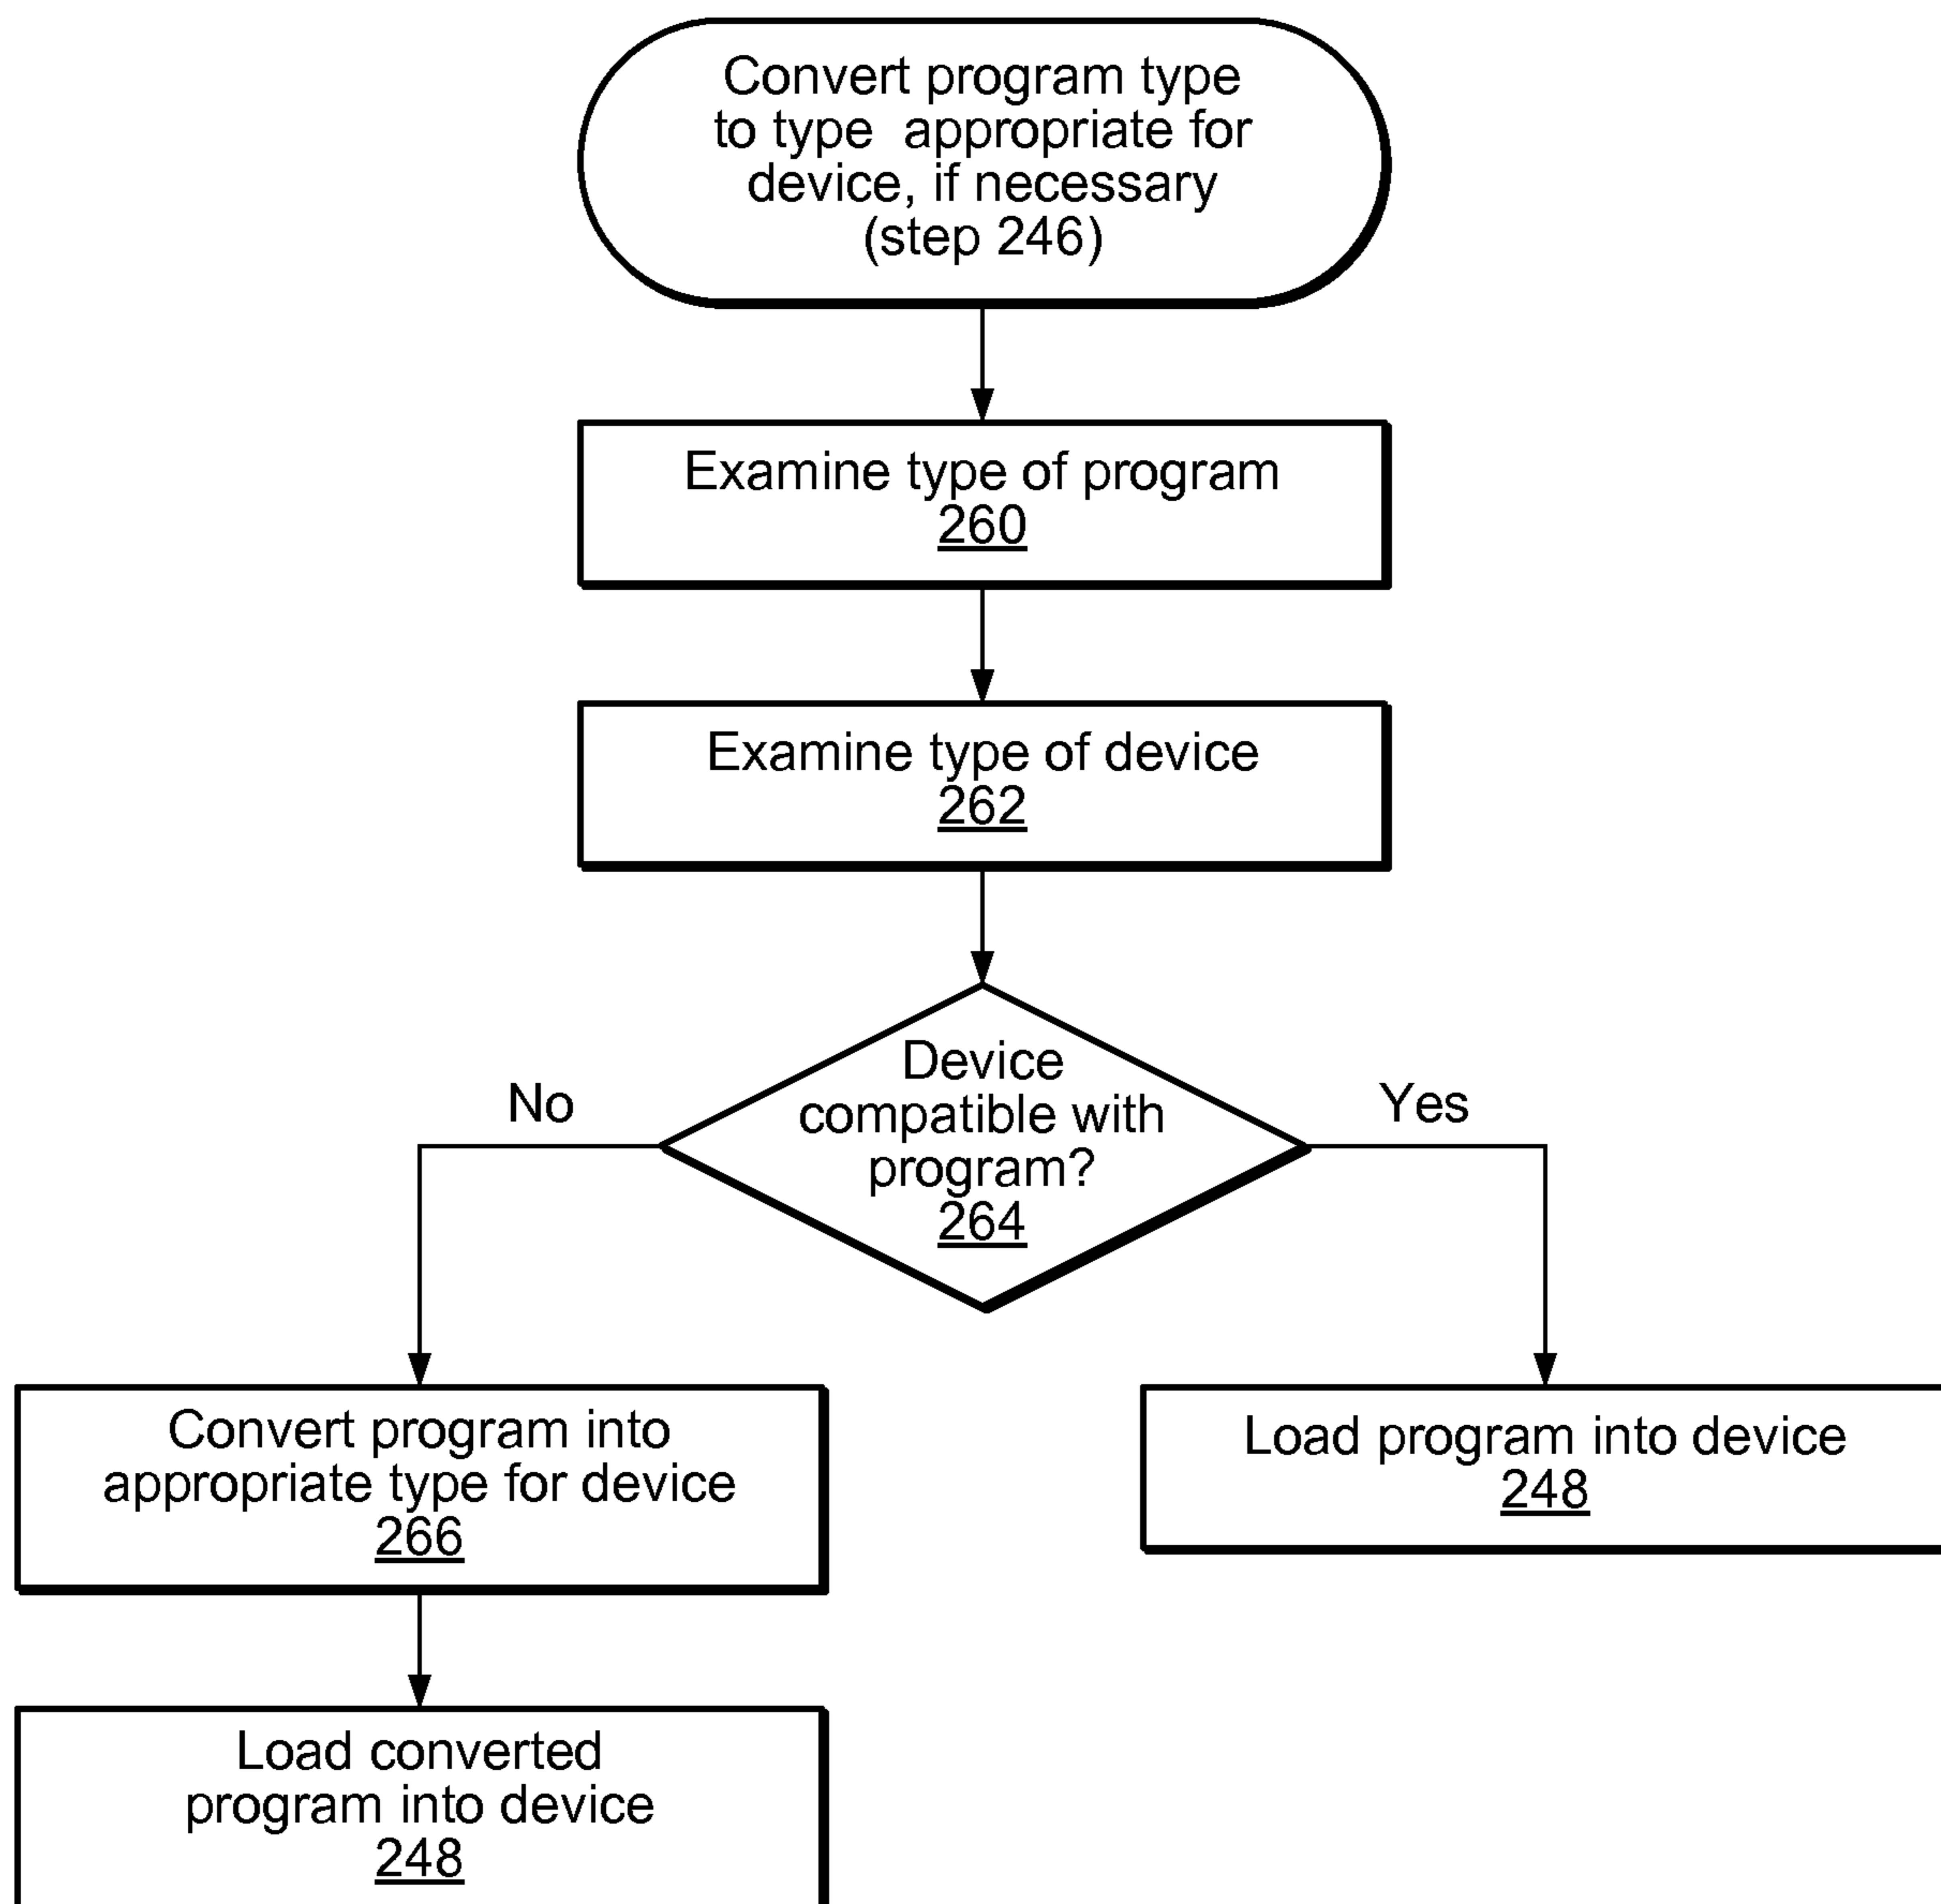 Convert program type
to type appropriate for
device, if necessary
(step 246)
Examine type of program
260
Examine type of device
262
Device
compatible with
program?
264
No
Yes
Convert program into
appropriate type for device
266
Load program into device
248
Load converted
program into device
248